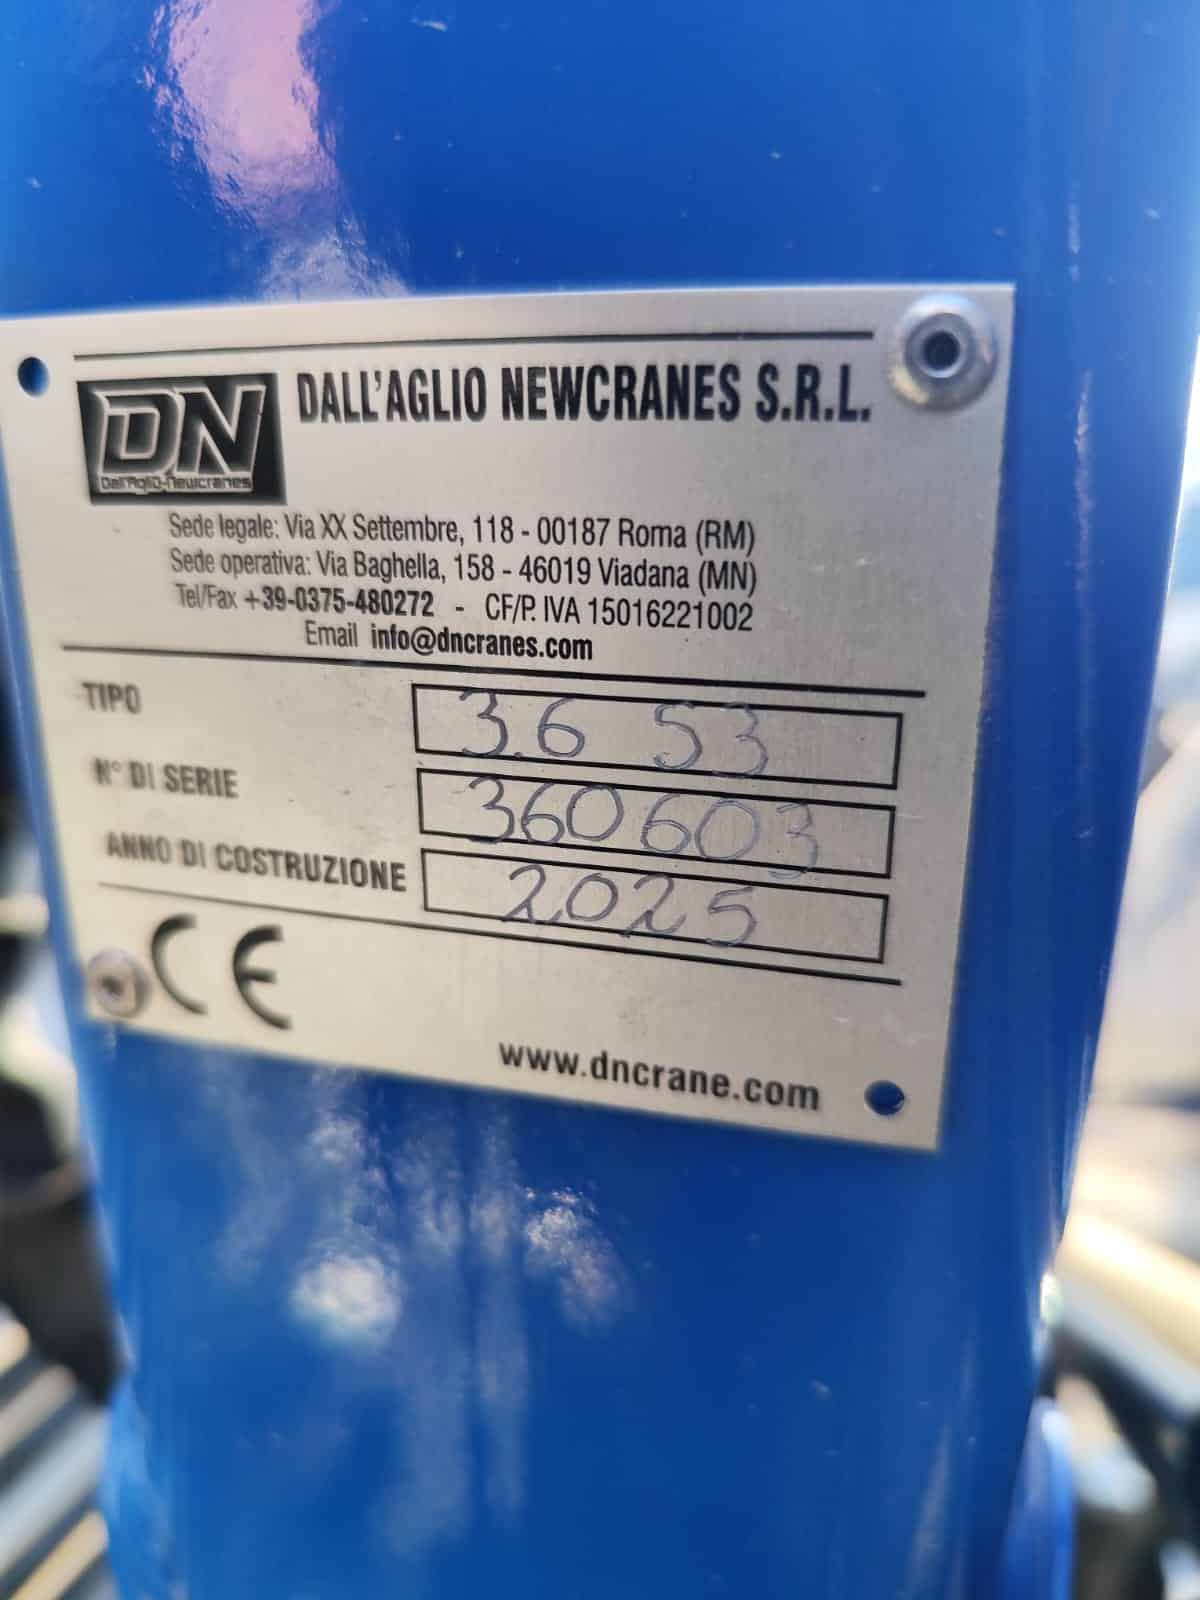 DN DALL'AGLIO NEWCRANES S.R.L.
Dall'Aglio-Newcranes
Sede legale: Via XX Settembre, 118 - 00187 Roma (RM)
Sede operativa: Via Baghella, 158 - 46019 Viadana (MN)
Tel/Fax +39-0375-480272 - CF/P. IVA 15016221002
Email info@dncranes.com
TIPO 3.6 53
N° DI SERIE 360603
ANNO DI COSTRUZIONE 2025
CE
www.dncrane.com